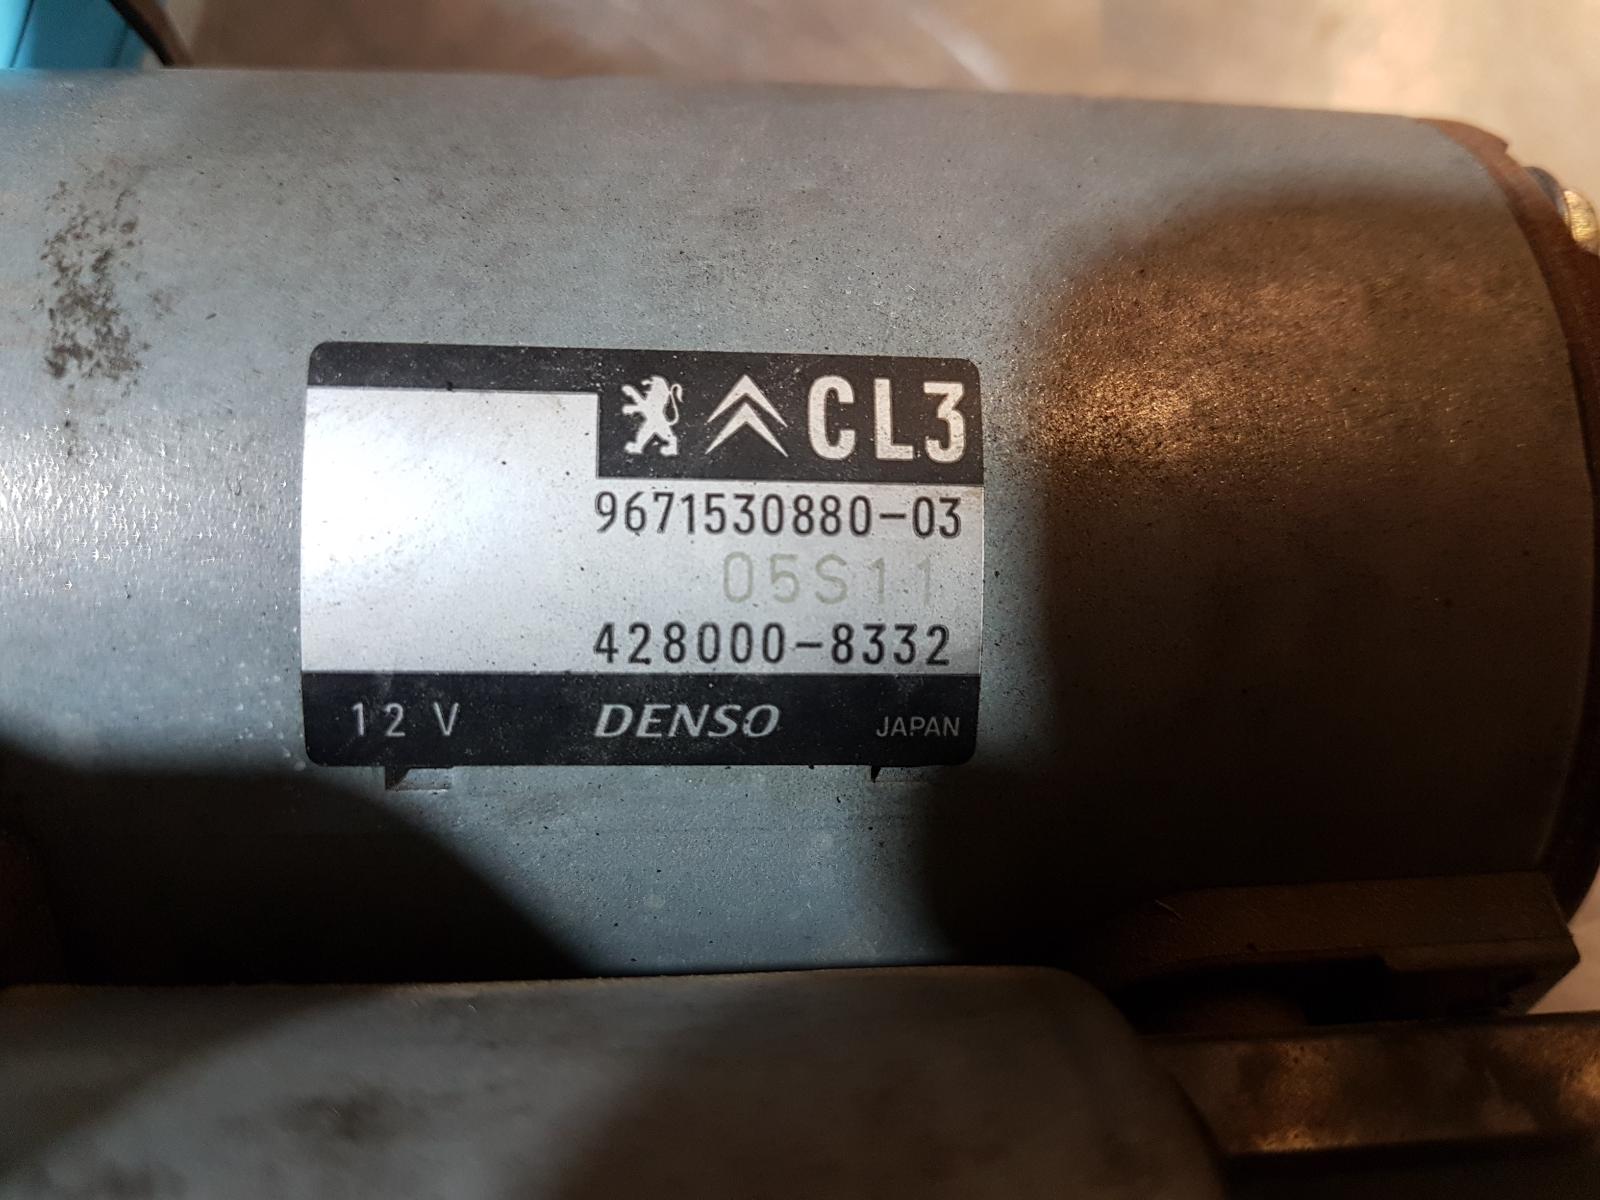 CL3
9671530880-03
05S11
428000-8332
12 V DENSO JAPAN